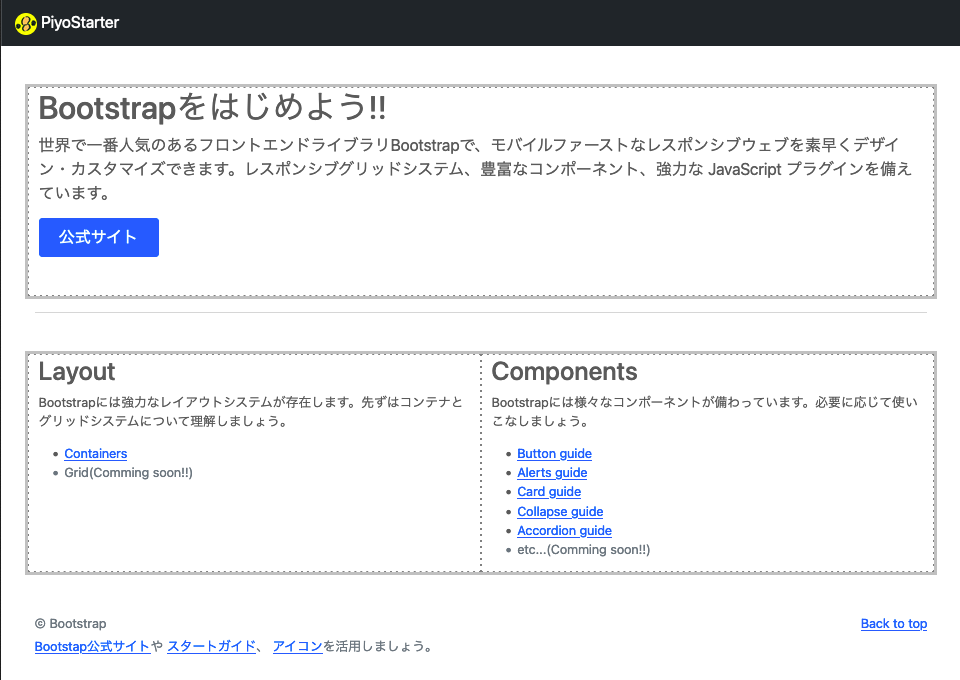 PiyoStarter
Bootstrapをはじめよう!!
世界で一番人気のあるフロントエンドライブラリBootstrapで、モバイルファーストなレスポンシブウェブを素早くデザイ
ン・カスタマイズできます。レスポンシブグリッドシステム、豊富なコンポーネント、強力な JavaScript プラグインを備え
ています。
公式サイト
Layout
Bootstrapには強力なレイアウトシステムが存在します。先ずはコンテナと
グリッドシステムについて理解しましょう。
Containers
Grid(Comming soon!!)
Components
Bootstrapには様々なコンポーネントが備わっています。必要に応じて使い
こなしましょう。
Button guide
Alerts guide
Card guide
Collapse guide
Accordion guide
etc...(Comming soon!!)
© Bootstrap
Back to top
Bootstap公式サイトや スタートガイド、 アイコンを活用しましょう。